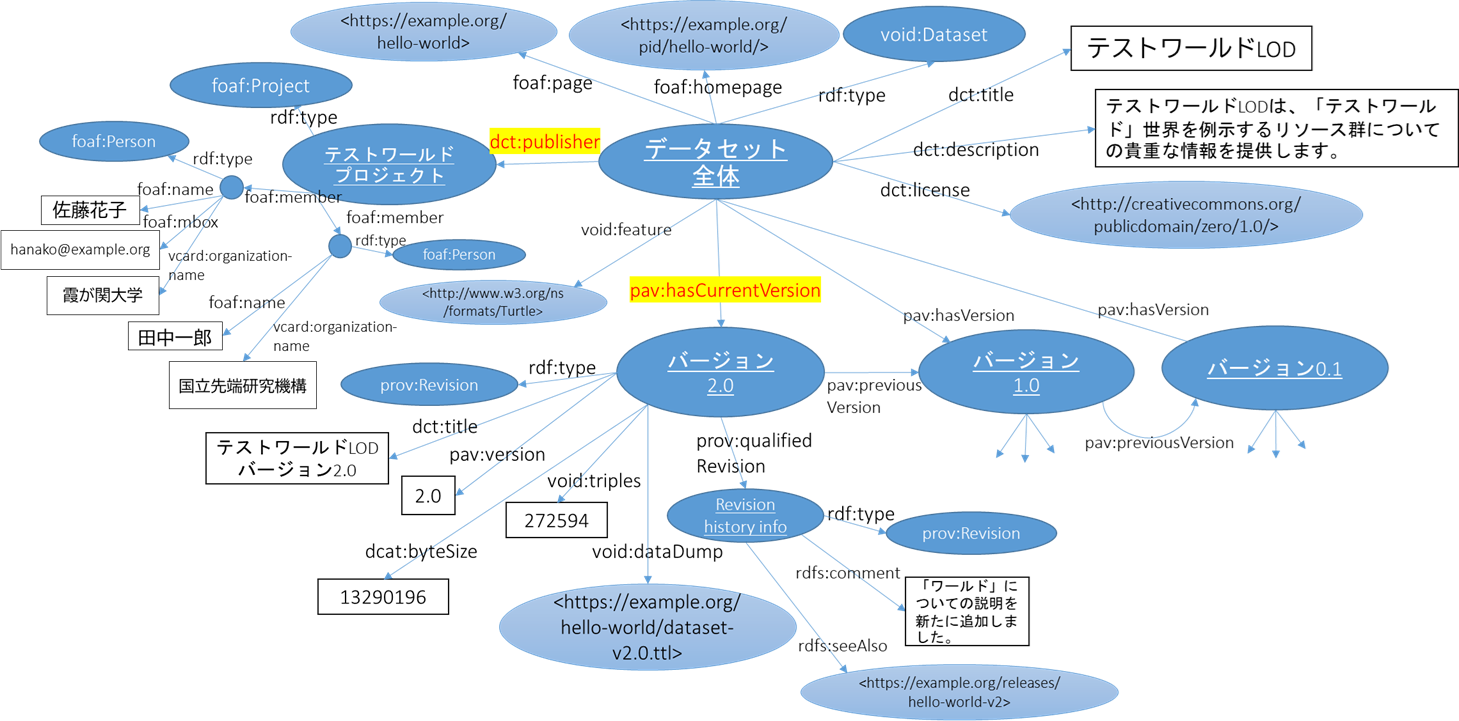 <https://example.org/
hello-world>
<https://example.org/
pid/hello-world/>
void:Dataset
テストワールドLOD
foaf:page
foaf:homepage
rdf:type
dct:title
foaf:Project
rdf:type
テストワールドLODは、「テストワール
ド」世界を例示するリソース群について
の貴重な情報を提供します。
foaf:Person
rdf:type
テストワールド
プロジェクト
dct:publisher
データセット
全体
dct:description
dct:license
<http://creativecommons.org/
publicdomain/zero/1.0/>
foaf:name
foaf:member
佐藤花子
foaf:mbox
foaf:member
rdf:type
void:feature
hanako@example.org
vcard:organization-
name
foaf:Person
霞が関大学
foaf:name
<http://www.w3.org/ns
/formats/Turtle>
pav:hasCurrentVersion
pav:hasVersion
pav:hasVersion
田中一郎
vcard:organization-
name
国立先端研究機構
prov:Revision
rdf:type
バージョン
2.0
pav:previous
Version
バージョン
1.0
バージョン0.1
pav:previousVersion
dct:title
テストワールドLOD
バージョン2.0
pav:version
2.0
void:triples
272594
prov:qualified
Revision
Revision
history info
rdf:type
prov:Revision
dcat:byteSize
13290196
void:dataDump
<https://example.org/
hello-world/dataset-
v2.0.ttl>
rdfs:comment
「ワールド」に
ついての説明を
新たに追加しま
した。
rdfs:seeAlso
<https://example.org/releases/
hello-world-v2>